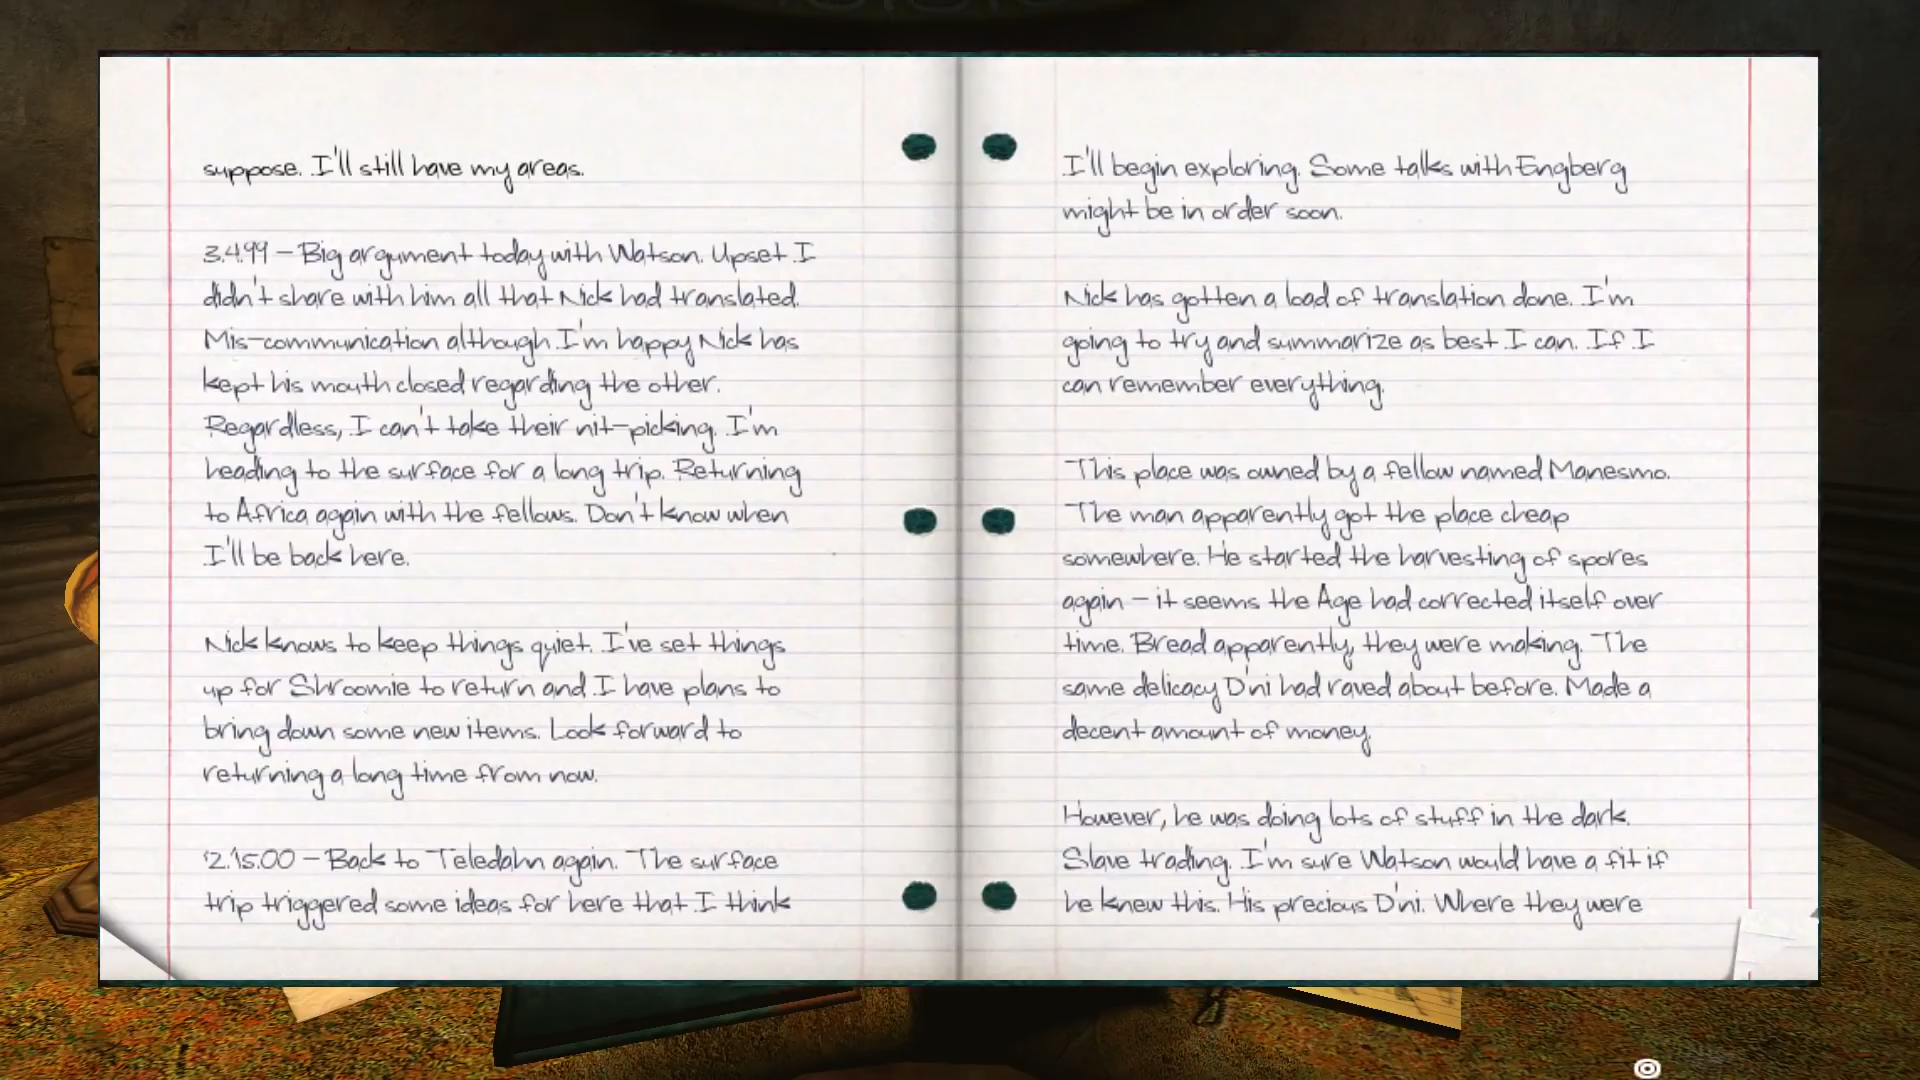 suppose. I'll still have my areas.
3.4.99 – Big argument today with Watson. Upset I
didn't share with him all that Nick had translated.
Mis-communication although I'm happy Nick has
kept his mouth closed regarding the other.
Regardless, I can't take their nit-picking. I'm
heading to the surface for a long trip. Returning
to Africa again with the fellows. Don't know when
I'll be back here.
Nick knows to keep things quiet. I've set things
up for Shroomie to return and I have plans to
bring down some new items. Look forward to
returning a long time from now.
12.15.00 – Back to Teledahn again. The surface
trip triggered some ideas for here that I think
I'll begin exploring. Some talks with Engberg
might be in order soon.
Nick has gotten a load of translation done. I'm
going to try and summarize as best I can. If I
can remember everything.
This place was owned by a fellow named Manesmo.
The man apparently got the place cheap
somewhere. He started the harvesting of spores
again – it seems the Age had corrected itself over
time. Bread apparently, they were making. The
same delicacy D'ni had raved about before. Made a
decent amount of money.
However, he was doing lots of stuff in the dark.
Slave trading. I'm sure Watson would have a fit if
he knew this. His precious D'ni. Where they were